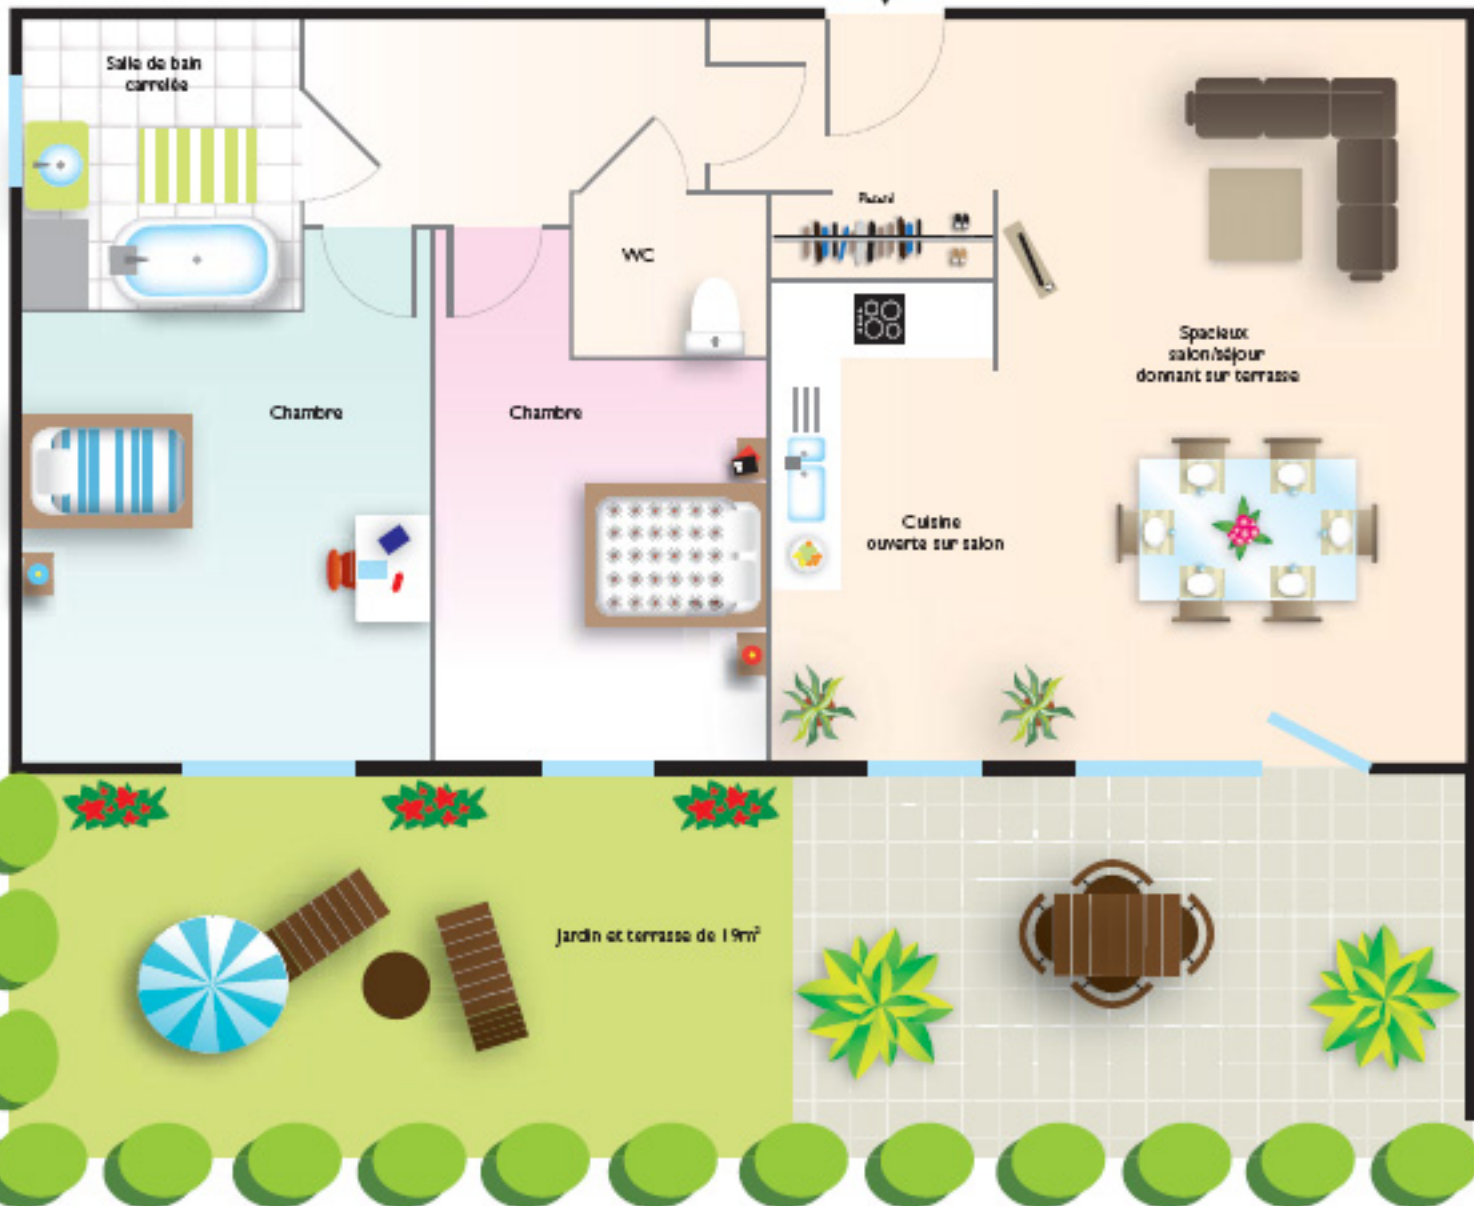 Salle de bain
carrelée
WC
Spacieux
salon/séjour
donnant sur terrasse
Chambre
Chambre
Cuisine
ouverte sur salon
Jardin et terrasse de 19m²